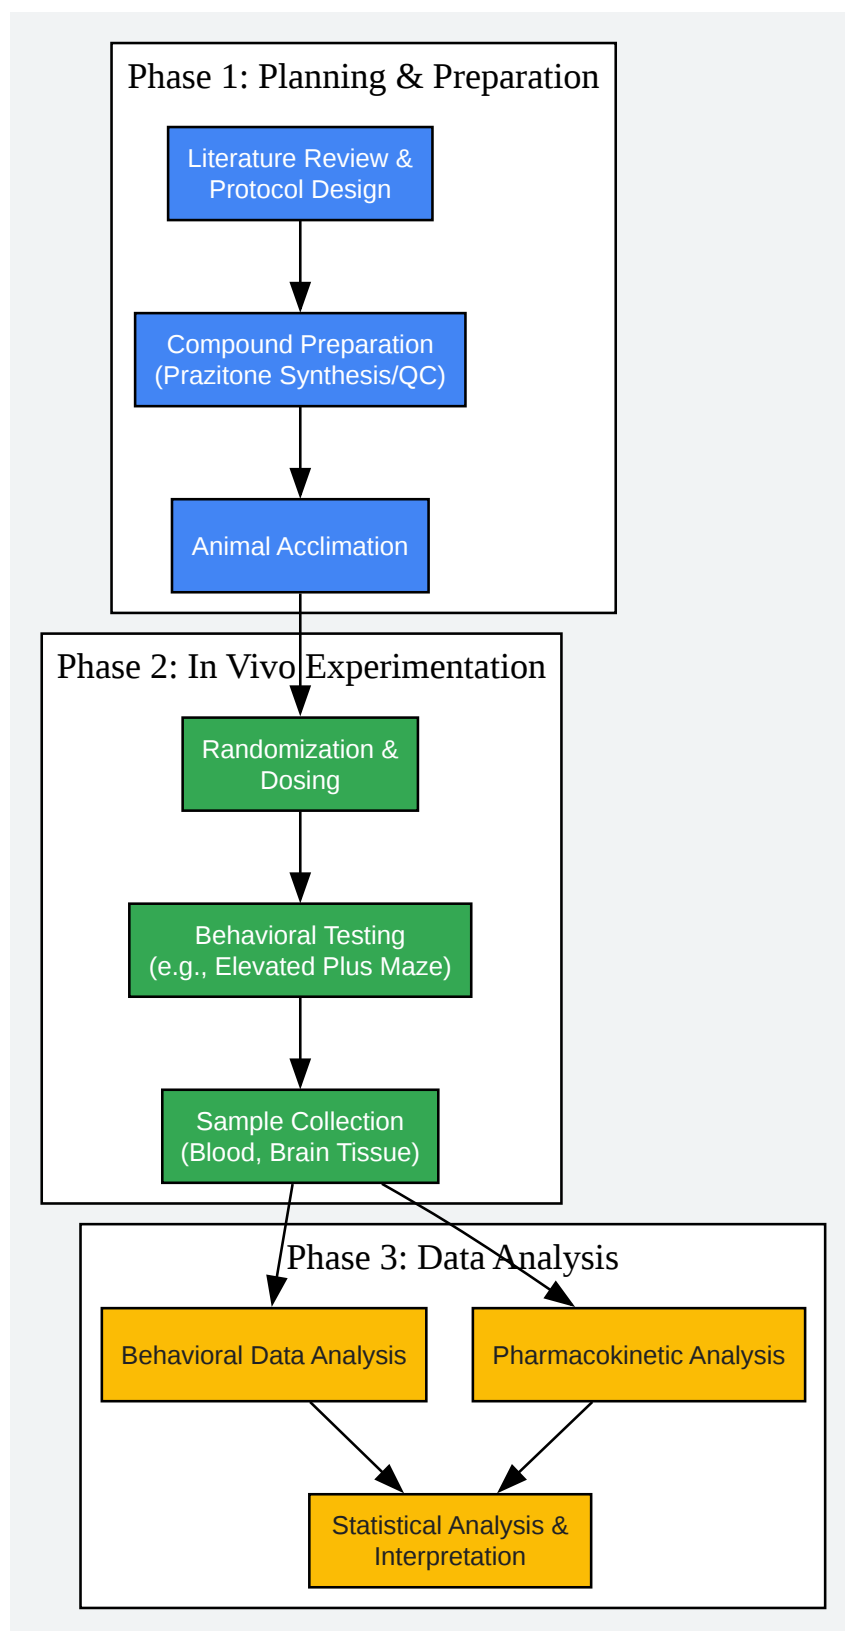 Phase 1: Planning & Preparation
Literature Review &
Protocol Design
Compound Preparation
(Prazitone Synthesis/QC)
Animal Acclimation
Phase 2: In Vivo Experimentation
Randomization &
Dosing
Behavioral Testing
(e.g., Elevated Plus Maze)
Sample Collection
(Blood, Brain Tissue)
Phase 3: Data Analysis
Behavioral Data Analysis
Pharmacokinetic Analysis
Statistical Analysis &
Interpretation